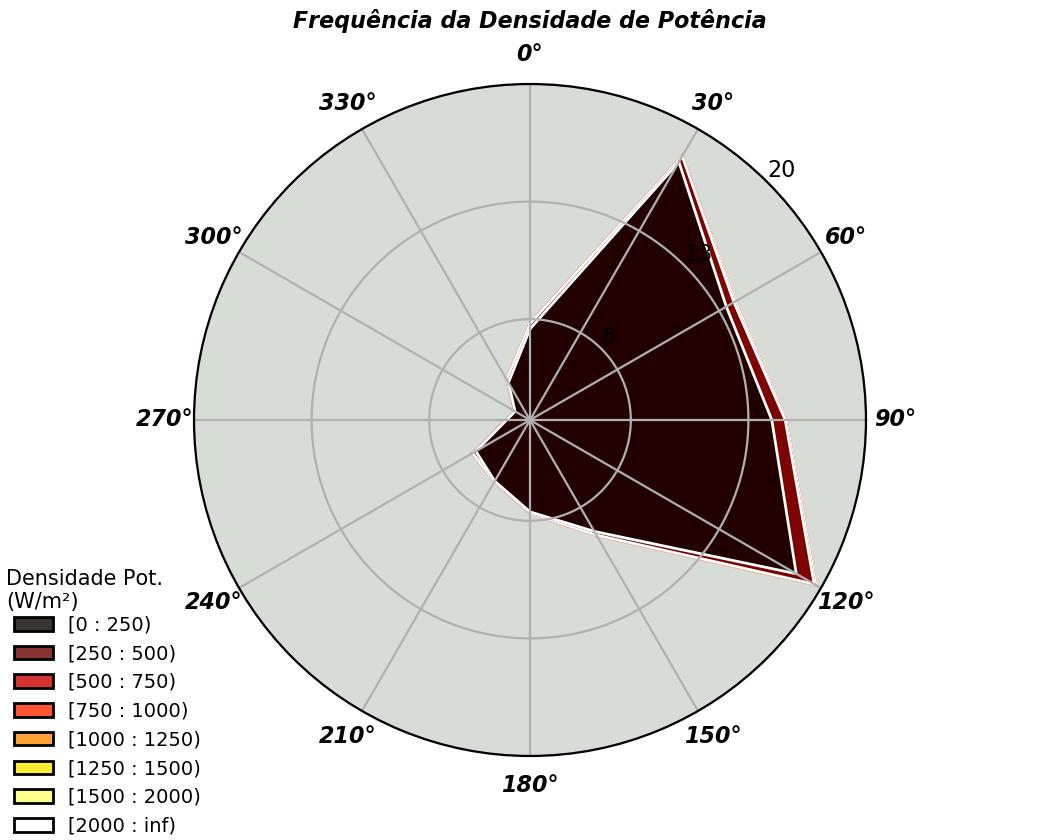 Frequência da Densidade de Potência
0°
330°
30°
20
300°
60°
13
6
270°
90°
240°
120°
210°
150°
180°
Densidade Pot.
(W/m²)
[0 : 250)
[250 : 500)
[500 : 750)
[750 : 1000)
[1000 : 1250)
[1250 : 1500)
[1500 : 2000)
[2000 : inf)